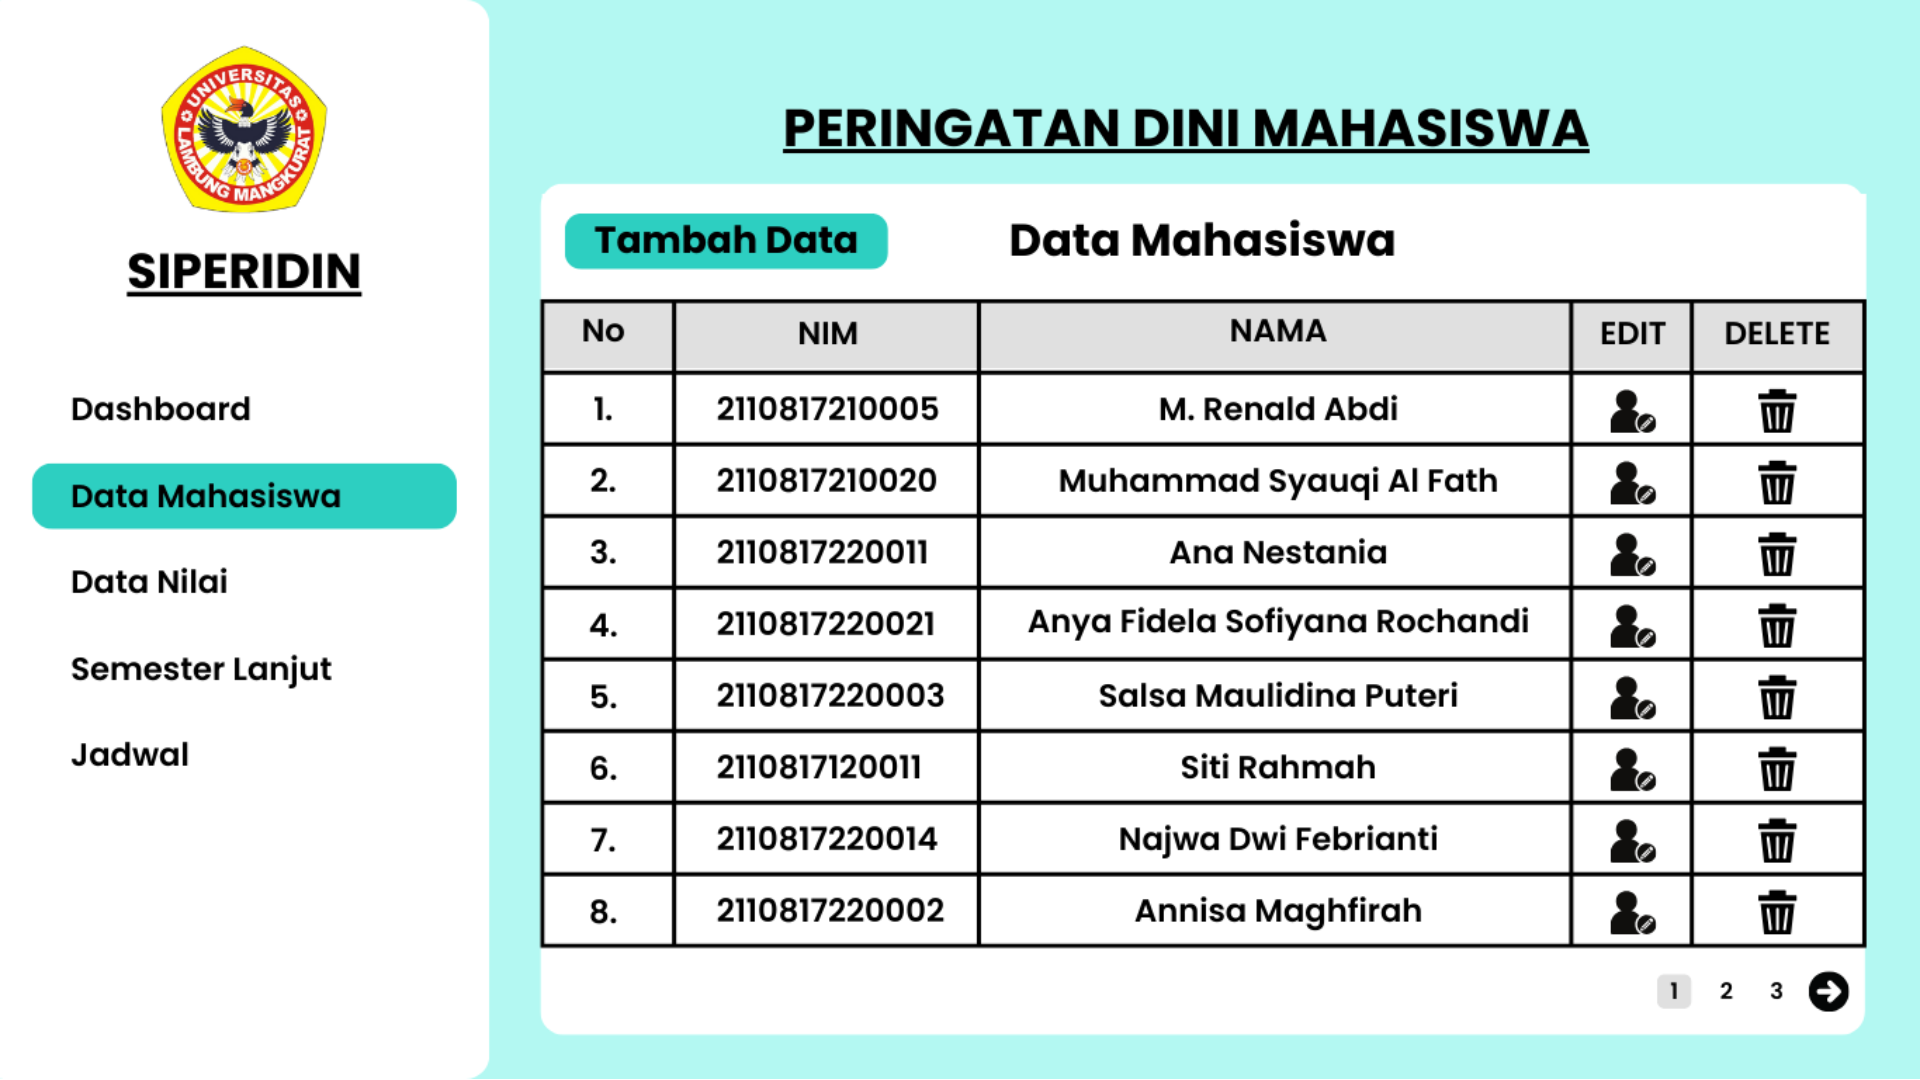 UNIVERSITAS
LAMBUNG MANGKURAT
SIPERIDIN
Dashboard
Data Mahasiswa
Data Nilai
Semester Lanjut
Jadwal
PERINGATAN DINI MAHASISWA
Tambah Data
Data Mahasiswa
No NIM NAMA EDIT DELETE
1. 2110817210005 M. Renald Abdi
2. 2110817210020 Muhammad Syauqi Al Fath
3. 2110817220011 Ana Nestania
4. 2110817220021 Anya Fidela Sofiyana Rochandi
5. 2110817220003 Salsa Maulidina Puteri
6. 2110817120011 Siti Rahmah
7. 2110817220014 Najwa Dwi Febrianti
8. 2110817220002 Annisa Maghfirah
1 2 3